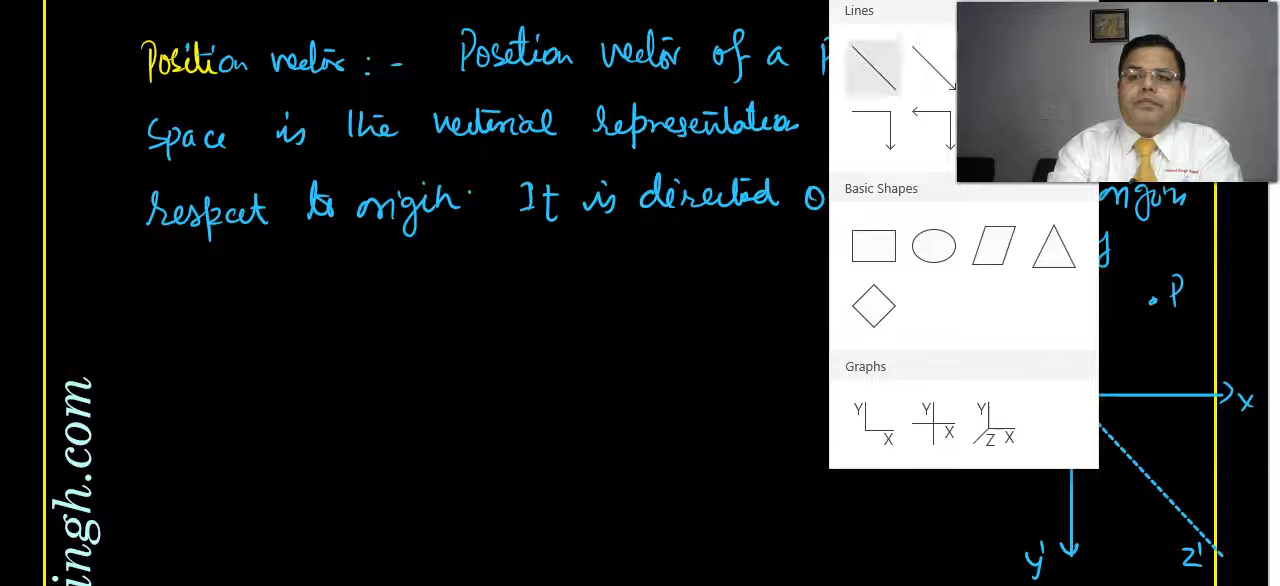 Position vector : - Position vector of a P
space is the vectorial representation
respect to origin. It is directed
origin
y
. P
X
y'
z'
ingh.com
Lines
Basic Shapes
Graphs
Y
X
Y
X
Y
Z X